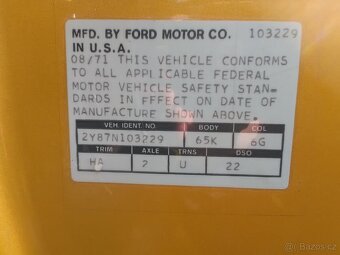 MFD. BY FORD MOTOR CO. 103229
IN U.S.A.
08/71 THIS VEHICLE CONFORMS
TO ALL APPLICABLE FEDERAL
MOTOR VEHICLE SAFETY STAN-
DARDS IN EFFECT ON DATE OF
MANUFACTURE SHOWN ABOVE.
VEH. IDENT. NO. BODY COL
2Y87N103229 65K 6G
TRIM AXLE TRNS DSO
HA 2 U 22
Bazoš.cz